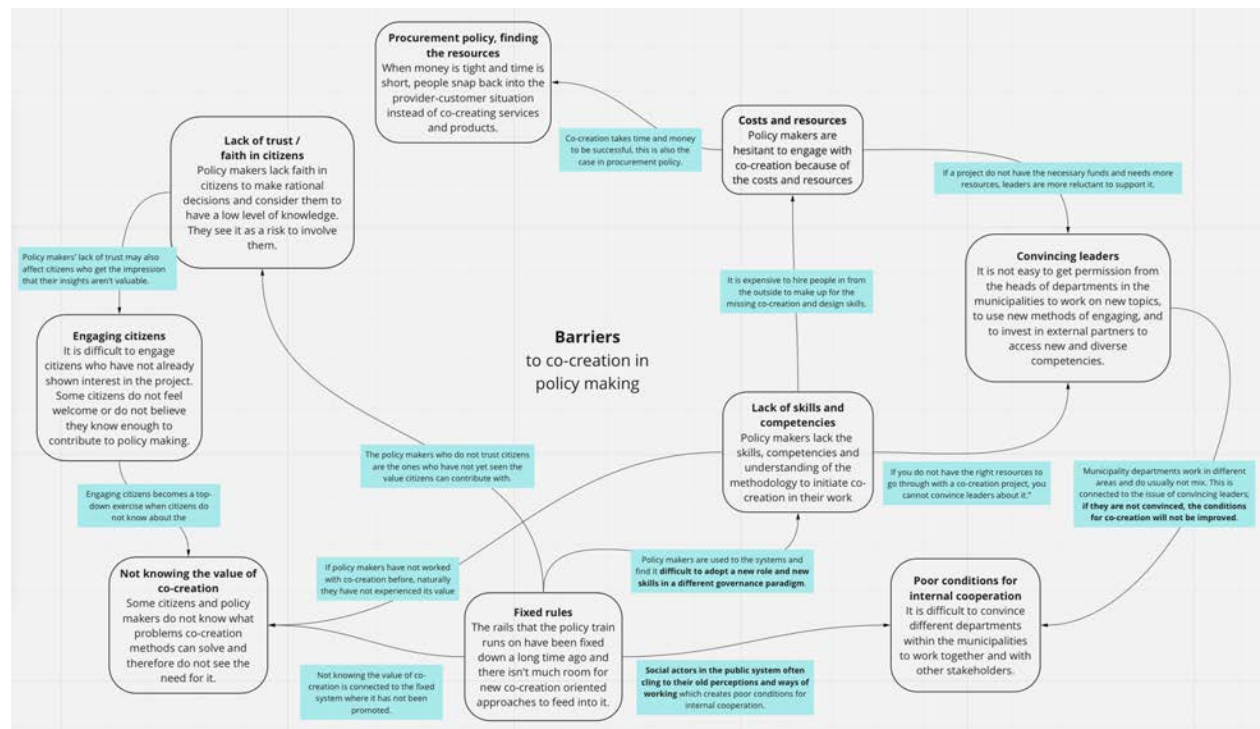 Procurement policy, finding
the resources
When money is tight and time is
short, people snap back into the
provider-customer situation
instead of co-creating services
and products.
Co-creation takes time and money
to be successful, this is also the
case in procurement policy.
Costs and resources
Policy makers are
hesitant to engage with
co-creation because of
the costs and resources
If a project do not have the necessary funds and needs more
resources, leaders are more reluctant to support it.
Lack of trust /
faith in citizens
Policy makers lack faith in
citizens to make rational
decisions and consider them to
have a low level of knowledge.
They see it as a risk to involve
them.
Policy makers' lack of trust may also
affect citizens who get the impression
that their insights aren't valuable.
Convincing leaders
It is not easy to get permission from
the heads of departments in the
municipalities to work on new topics,
to use new methods of engaging, and
to invest in external partners to
access new and diverse
competencies.
It is expensive to hire people in from
the outside to make up for the
missing co-creation and design skills.
Engaging citizens
It is difficult to engage
citizens who have not already
shown interest in the project.
Some citizens do not feel
welcome or do not believe
they know enough to
contribute to policy making.
Barriers
to co-creation in
policy making
Lack of skills and
competencies
Policy makers lack the
skills, competencies and
understanding of the
methodology to initiate co-
creation in their work
The policy makers who do not trust citizens
are the ones who have not yet seen the
value citizens can contribute with.
If you do not have the right resources to
go through with a co-creation project, you
cannot convince leaders about it."
Municipality departments work in different
areas and do usually not mix. This is
connected to the issue of convincing leaders;
if they are not convinced, the conditions
for co-creation will not be improved.
Engaging citizens becomes a top-
down exercise when citizens do
not know about the
Not knowing the value of
co-creation
Some citizens and policy
makers do not know what
problems co-creation
methods can solve and
therefore do not see the
need for it.
If policy makers have not worked
with co-creation before, naturally
they have not experienced its value
Policy makers are used to the systems and
find it difficult to adopt a new role and new
skills in a different governance paradigm.
Fixed rules
The rails that the policy train
runs on have been fixed
down a long time ago and
there isn't much room for
new co-creation oriented
approaches to feed into it.
Poor conditions for
internal cooperation
It is difficult to convince
different departments
within the municipalities
to work together and with
other stakeholders.
Not knowing the value of co-
creation is connected to the fixed
system where it has not been
promoted.
Social actors in the public system often
cling to their old perceptions and ways of
working which creates poor conditions for
internal cooperation.